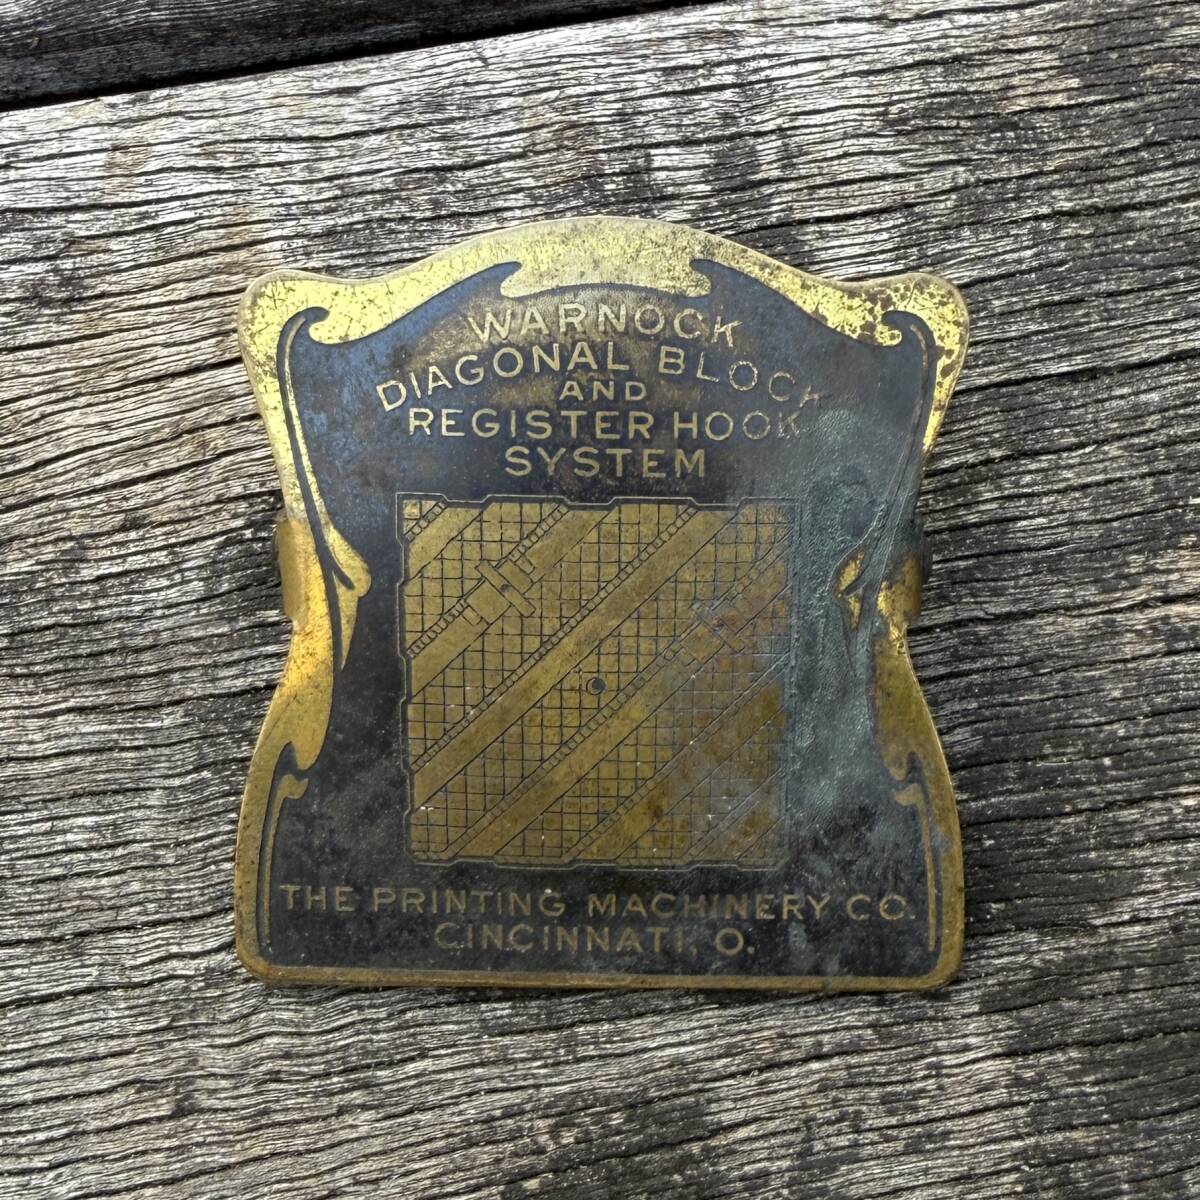 WARNOCK
DIAGONAL BLOCK
AND
REGISTER HOOK
SYSTEM
THE PRINTING MACHINERY CO.
CINCINNATI, O.